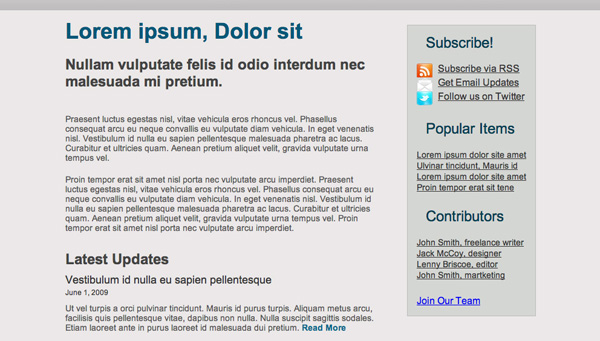 Lorem ipsum, Dolor sit
Nullam vulputate felis id odio interdum nec
malesuada mi pretium.
Praesent luctus egestas nisl, vitae vehicula eros rhoncus vel. Phasellus
consequat arcu eu neque convallis eu vulputate diam vehicula. In eget venenatis
nisl. Vestibulum id nulla eu sapien pellentesque malesuada pharetra ac lacus.
Curabitur et ultricies quam. Aenean pretium aliquet velit, gravida vulputate urna
tempus vel.
Proin tempor erat sit amet nisl porta nec vulputate arcu imperdiet. Praesent
luctus egestas nisl, vitae vehicula eros rhoncus vel. Phasellus consequat arcu eu
neque convallis eu vulputate diam vehicula. In eget venenatis nisl. Vestibulum id
nulla eu sapien pellentesque malesuada pharetra ac lacus. Curabitur et ultricies
quam. Aenean pretium aliquet velit, gravida vulputate urna tempus vel. Proin
tempor erat sit amet nisl porta nec vulputate arcu imperdiet.
Latest Updates
Vestibulum id nulla eu sapien pellentesque
June 1, 2009
Ut vel turpis a orci pulvinar tincidunt. Mauris id purus turpis. Aliquam metus arcu,
facilisis quis pellentesque vitae, dapibus non nulla. Nulla suscipit sagittis sodales.
Etiam laoreet ante in purus laoreet id malesuada dui pretium. Read More
Subscribe!
Subscribe via RSS
Get Email Updates
Follow us on Twitter
Popular Items
Lorem ipsum dolor site amet
Ulvinar tincidunt, Mauris id
Lorem ipsum dolor site amet
Proin tempor erat sit tene
Contributors
John Smith, freelance writer
Jack McCoy, designer
Lenny Briscoe, editor
John Smith, marketing
Join Our Team